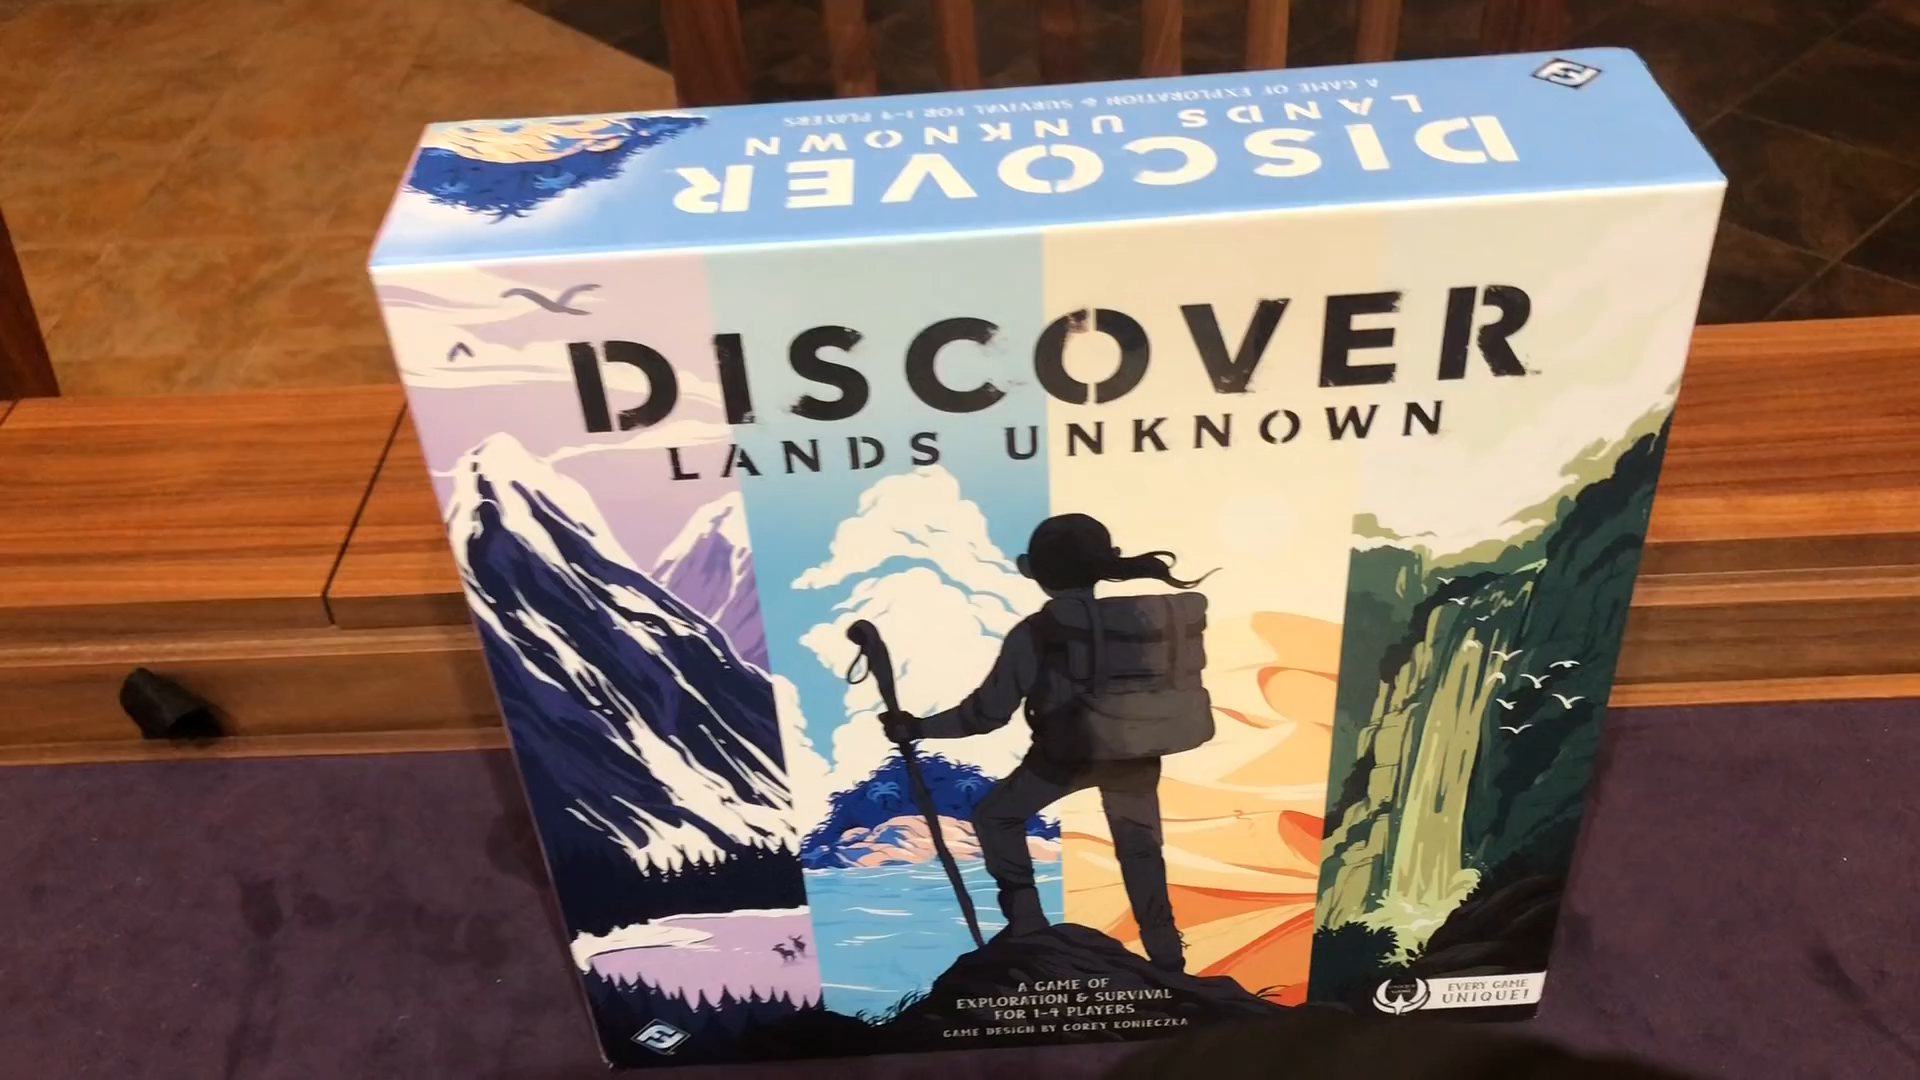 A GAME OF EXPLORATION & SURVIVAL FOR 1-4 PLAYERS
LANDS UNKNOWN
DISCOVER
DISCOVER
LANDS UNKNOWN
A GAME OF
EXPLORATION & SURVIVAL
FOR 1-4 PLAYERS
GAME DESIGN BY COREY KONIECZKA
EVERY GAME
UNIQUE!